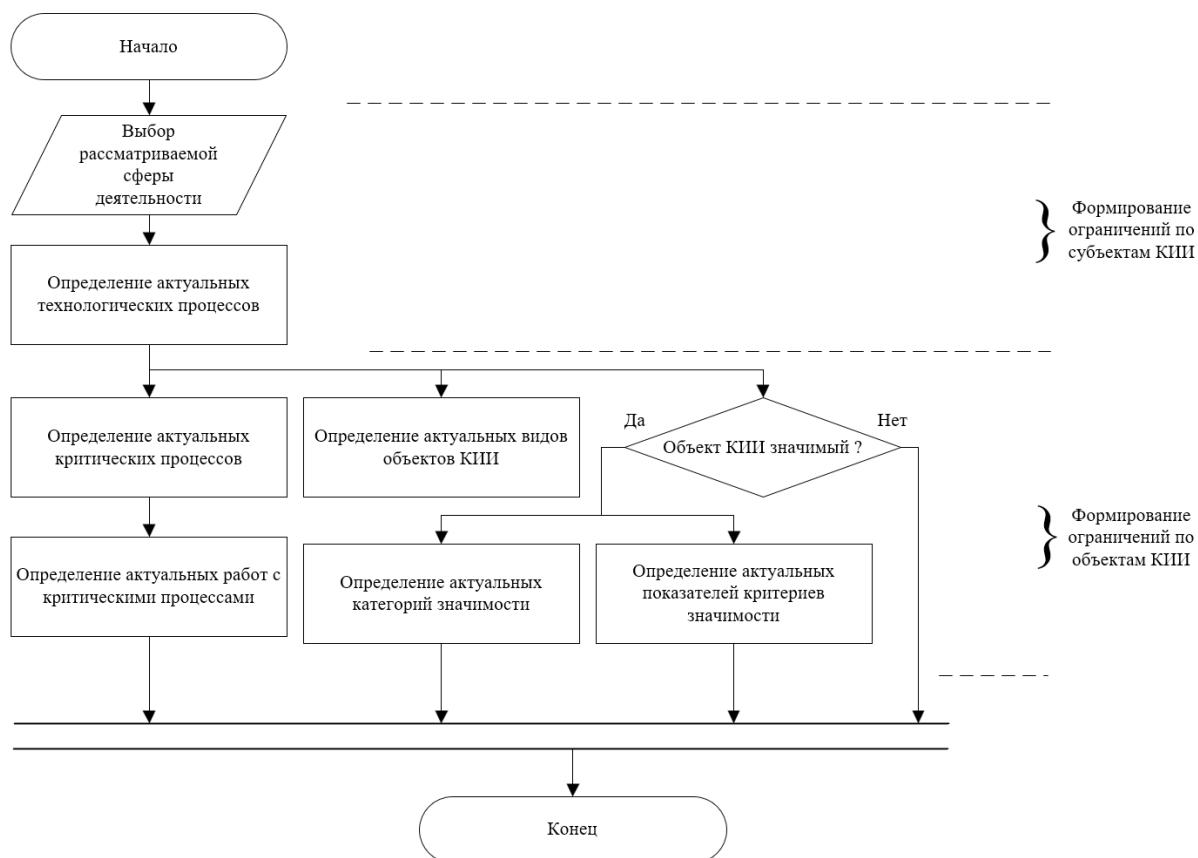 Начало
Выбор
рассматриваемой
сферы
деятельности
Формирование
ограничений по
субъектам КИИ
Определение актуальных
технологических процессов
Да
Нет
Определение актуальных
критических процессов
Определение актуальных видов
объектов КИИ
Объект КИИ значимый ?
Формирование
ограничений по
объектам КИИ
Определение актуальных работ с
критическими процессами
Определение актуальных
категорий значимости
Определение актуальных
показателей критериев
значимости
Конец